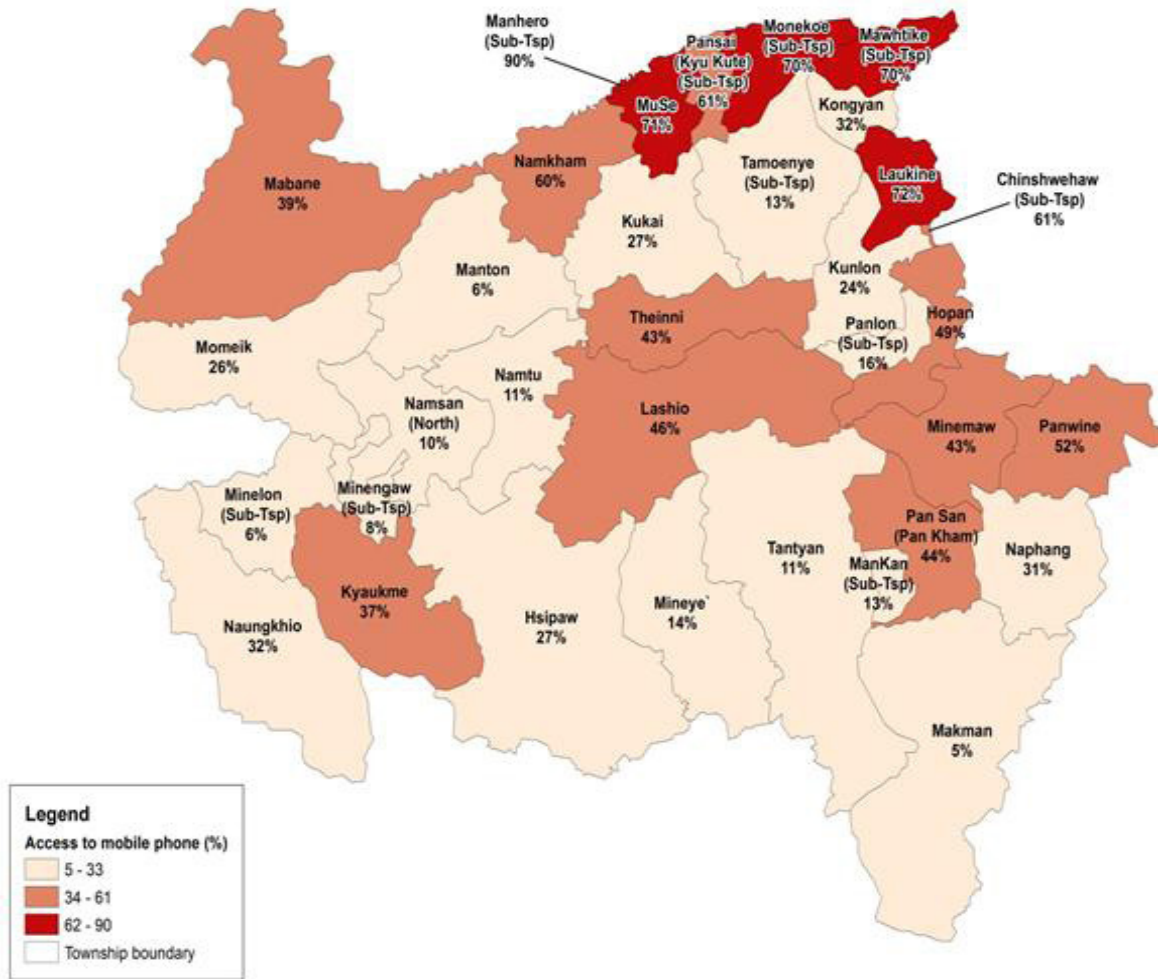 Manhero
(Sub-Tsp)
90%
Pansai
(Kyu Kute)
(Sub-Tsp)
61%
Monekoe
(Sub-Tsp)
70%
Mawhtike
(Sub-Tsp)
70%
MuSe
71%
Kongyan
32%
Namkham
60%
Tamoenye
(Sub-Tsp)
13%
Laukine
72%
Chinshwehaw
(Sub-Tsp)
61%
Mabane
39%
Kukai
27%
Manton
6%
Kunlon
24%
Hopan
49%
Theinni
43%
Panlon
(Sub-Tsp)
16%
Momeik
26%
Namtu
11%
Namsan
(North)
10%
Lashio
46%
Minemaw
43%
Panwine
52%
Minelon
(Sub-Tsp)
6%
Minengaw
(Sub-Tsp)
8%
Pan San
(Pan Kham)
44%
Tantyan
11%
Naphang
31%
ManKan
(Sub-Tsp)
13%
Kyaukme
37%
Mineye`
14%
Hsipaw
27%
Naungkhio
32%
Makman
5%
Legend
Access to mobile phone (%)
5 - 33
34 - 61
62 - 90
Township boundary